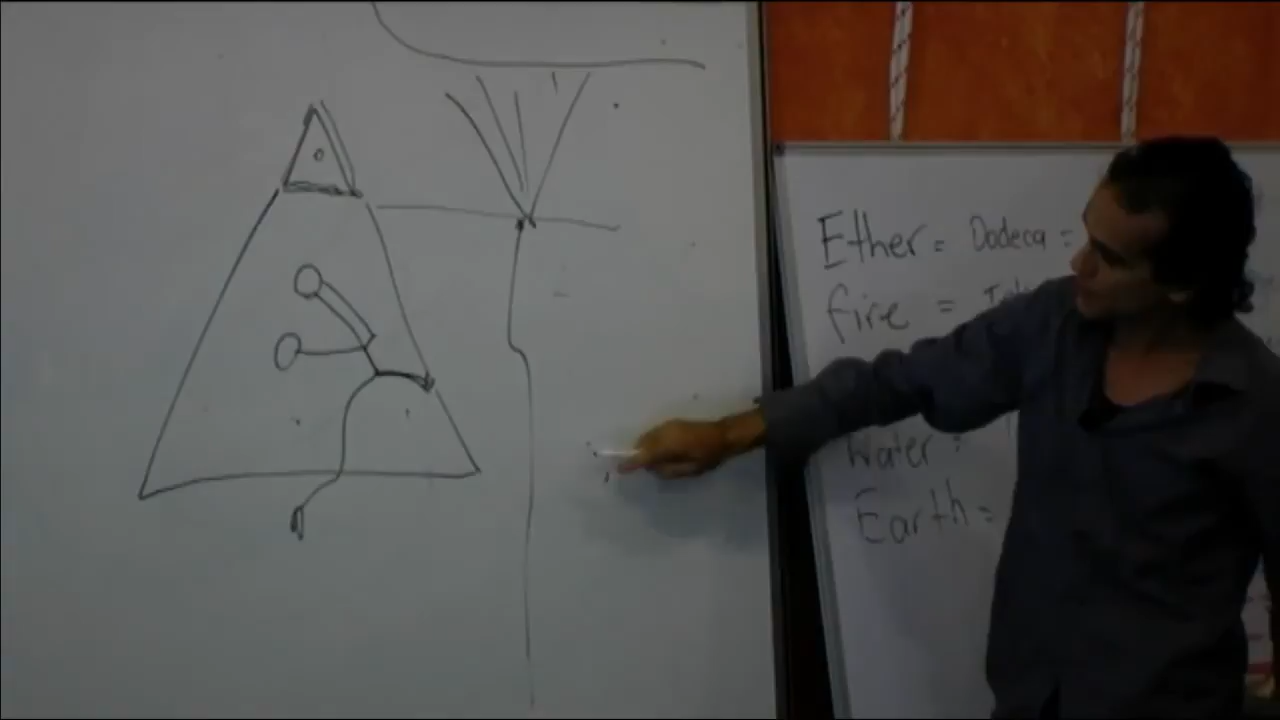 Ether = Dodeca =
fire =
Water =
Earth =